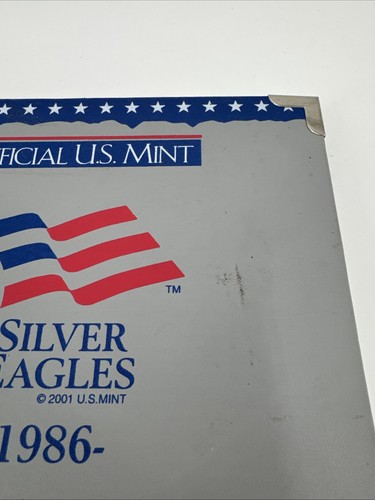 FFICIAL U.S. MINT
TM
SILVER
EAGLES
© 2001 U.S.MINT
1986-